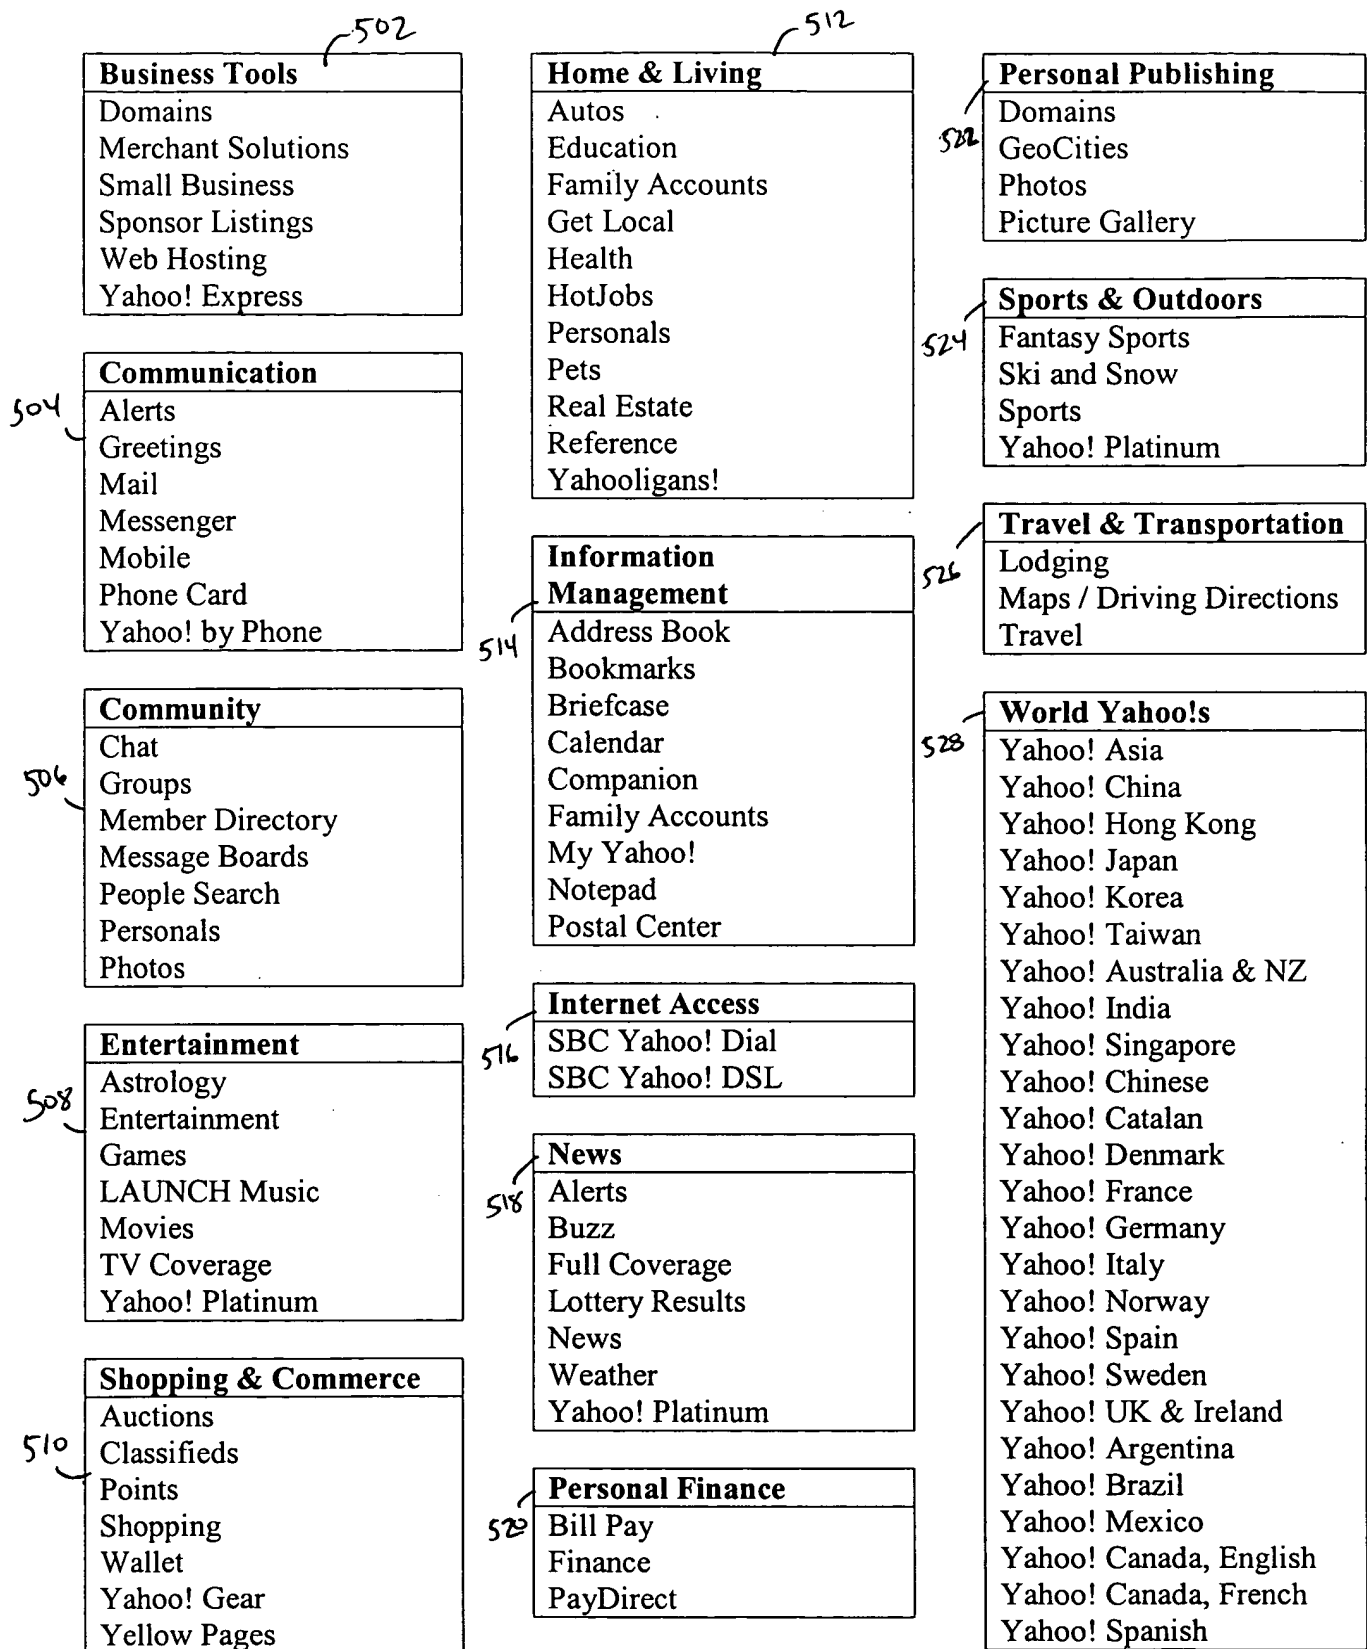 502
Business Tools
Domains
Merchant Solutions
Small Business
Sponsor Listings
Web Hosting
Yahoo! Express
504
Communication
Alerts
Greetings
Mail
Messenger
Mobile
Phone Card
Yahoo! by Phone
506
Community
Chat
Groups
Member Directory
Message Boards
People Search
Personals
Photos
508
Entertainment
Astrology
Entertainment
Games
LAUNCH Music
Movies
TV Coverage
Yahoo! Platinum
510
Shopping & Commerce
Auctions
Classifieds
Points
Shopping
Wallet
Yahoo! Gear
Yellow Pages
512
Home & Living
Autos
Education
Family Accounts
Get Local
Health
HotJobs
Personals
Pets
Real Estate
Reference
Yahooligans!
514
Information
Management
Address Book
Bookmarks
Briefcase
Calendar
Companion
Family Accounts
My Yahoo!
Notepad
Postal Center
516
Internet Access
SBC Yahoo! Dial
SBC Yahoo! DSL
518
News
Alerts
Buzz
Full Coverage
Lottery Results
News
Weather
Yahoo! Platinum
520
Personal Finance
Bill Pay
Finance
PayDirect
522
Personal Publishing
Domains
GeoCities
Photos
Picture Gallery
524
Sports & Outdoors
Fantasy Sports
Ski and Snow
Sports
Yahoo! Platinum
526
Travel & Transportation
Lodging
Maps / Driving Directions
Travel
528
World Yahoo!s
Yahoo! Asia
Yahoo! China
Yahoo! Hong Kong
Yahoo! Japan
Yahoo! Korea
Yahoo! Taiwan
Yahoo! Australia & NZ
Yahoo! India
Yahoo! Singapore
Yahoo! Chinese
Yahoo! Catalan
Yahoo! Denmark
Yahoo! France
Yahoo! Germany
Yahoo! Italy
Yahoo! Norway
Yahoo! Spain
Yahoo! Sweden
Yahoo! UK & Ireland
Yahoo! Argentina
Yahoo! Brazil
Yahoo! Mexico
Yahoo! Canada, English
Yahoo! Canada, French
Yahoo! Spanish